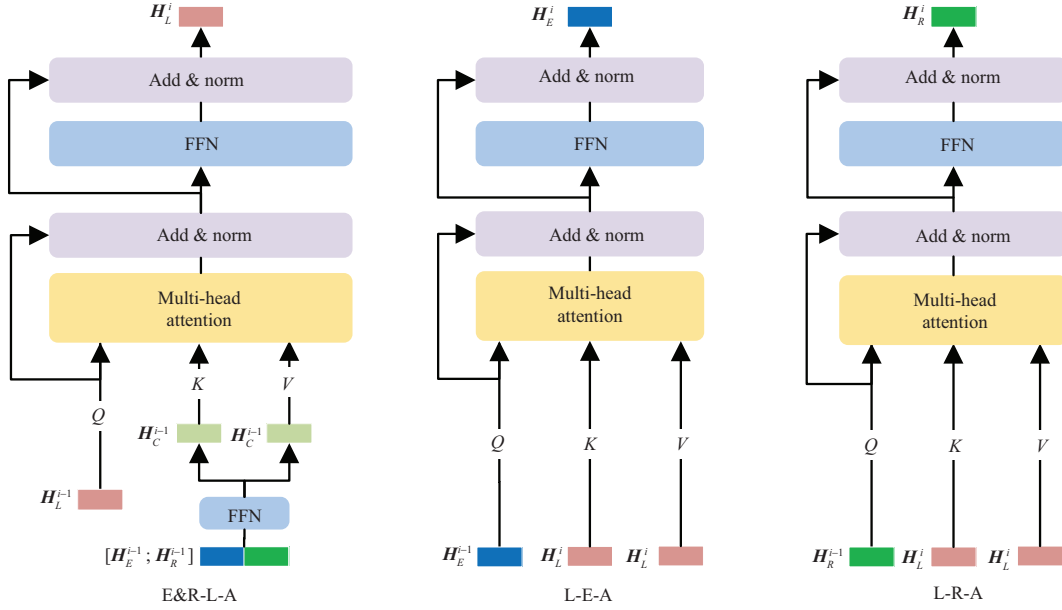 H_L^i
Add & norm
FFN
Add & norm
Multi-head
attention
Q
K
V
H_C^{i-1}
H_C^{i-1}
H_L^{i-1}
FFN
[H_E^{i-1} ; H_R^{i-1}]
E&R-L-A
H_E^i
Add & norm
FFN
Add & norm
Multi-head
attention
Q
K
V
H_E^{i-1}
H_L^i
H_L^i
L-E-A
H_R^i
Add & norm
FFN
Add & norm
Multi-head
attention
Q
K
V
H_R^{i-1}
H_L^i
H_L^i
L-R-A